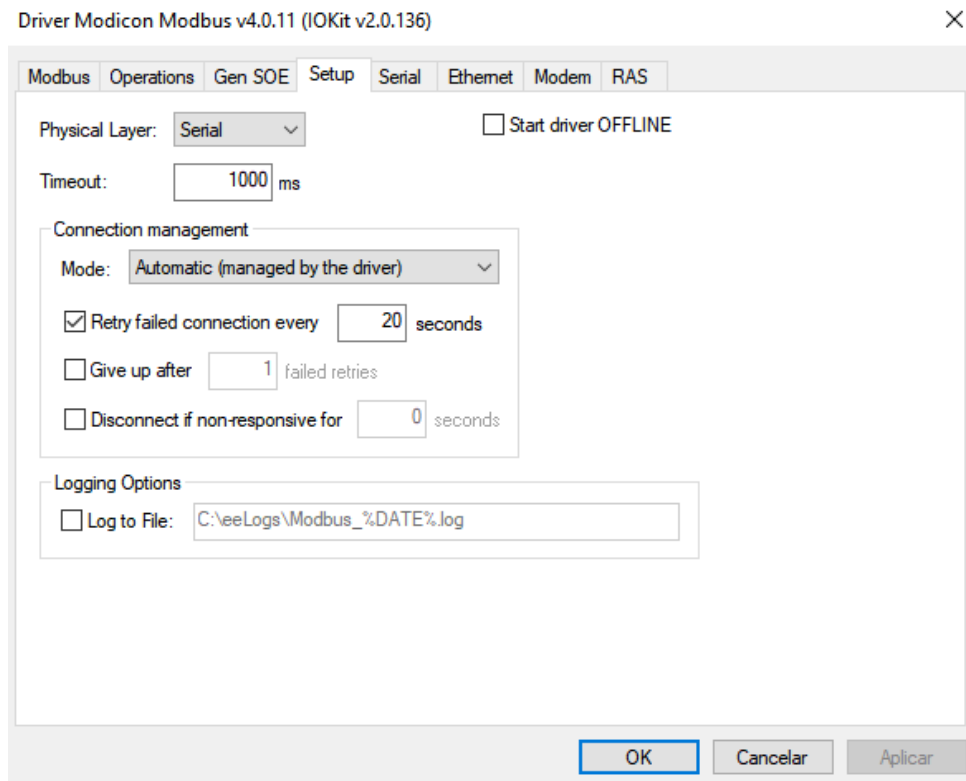 Driver Modicon Modbus v4.0.11 (IOKit v2.0.136)
Modbus Operations Gen SOE Setup Serial Ethernet Modem RAS
Physical Layer: Serial Start driver OFFLINE
Timeout: 1000 ms
Connection management
Mode: Automatic (managed by the driver)
Retry failed connection every 20 seconds
Give up after 1 failed retries
Disconnect if non-responsive for 0 seconds
Logging Options
Log to File: C:\eeLogs\Modbus_%DATE%.log
OK Cancelar Aplicar